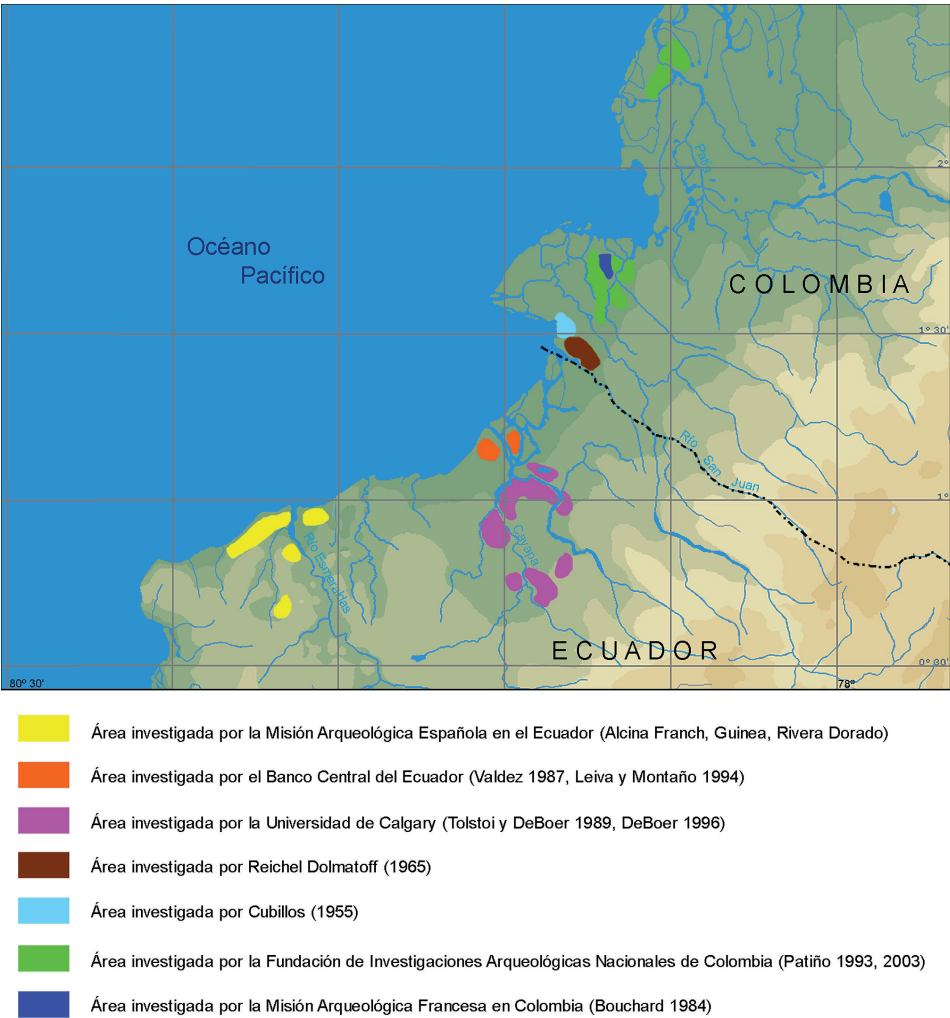 Patía
2°
Océano
Pacífico
COLOMBIA
1° 30'
Río San Juan
1°
Río Esmeraldas
Cayapa
ECUADOR
0° 30'
80° 30'
78°
Área investigada por la Misión Arqueológica Española en el Ecuador (Alcina Franch, Guinea, Rivera Dorado)
Área investigada por el Banco Central del Ecuador (Valdez 1987, Leiva y Montaño 1994)
Área investigada por la Universidad de Calgary (Tolstoi y DeBoer 1989, DeBoer 1996)
Área investigada por Reichel Dolmatoff (1965)
Área investigada por Cubillos (1955)
Área investigada por la Fundación de Investigaciones Arqueológicas Nacionales de Colombia (Patiño 1993, 2003)
Área investigada por la Misión Arqueológica Francesa en Colombia (Bouchard 1984)